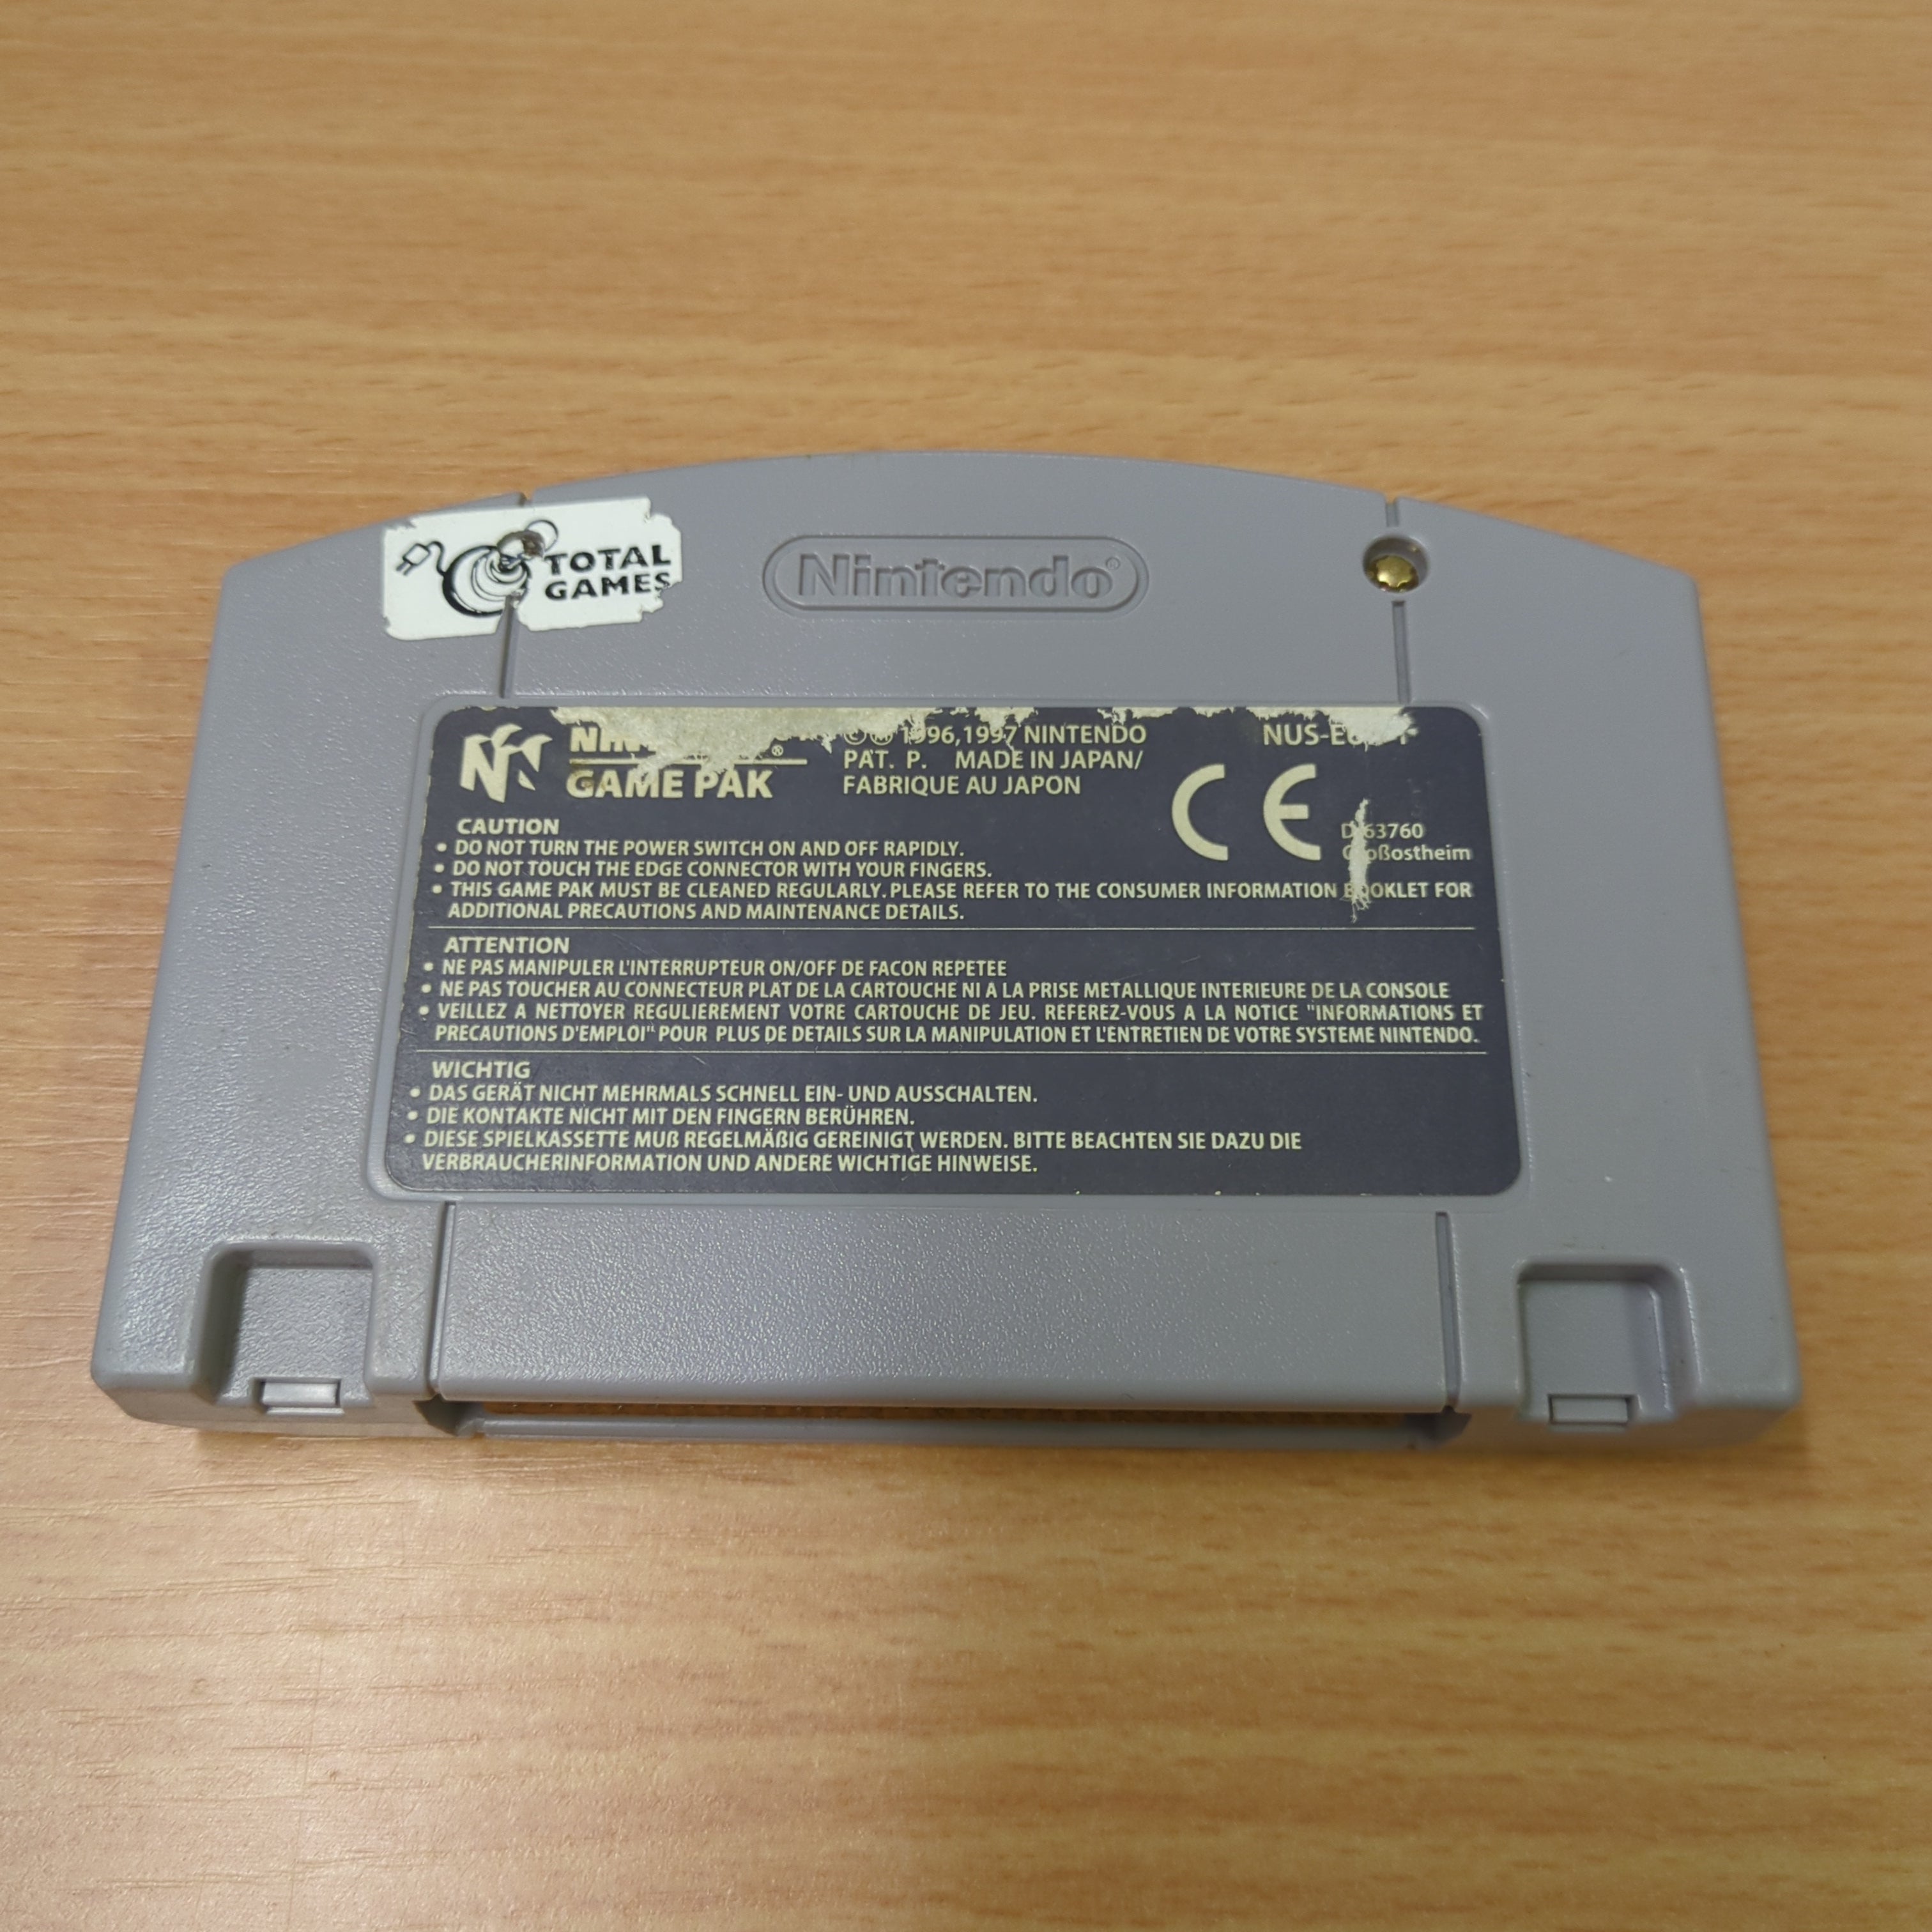 TOTAL
GAMES
Nintendo®
GAME PAK
1996,1997 NINTENDO
PAT. P. MADE IN JAPAN/
FABRIQUE AU JAPON
CE
63760
CAUTION
• DO NOT TURN THE POWER SWITCH ON AND OFF RAPIDLY.
• DO NOT TOUCH THE EDGE CONNECTOR WITH YOUR FINGERS.
• THIS GAME PAK MUST BE CLEANED REGULARLY. PLEASE REFER TO THE CONSUMER INFORMATION BOOKLET FOR
ADDITIONAL PRECAUTIONS AND MAINTENANCE DETAILS.
ATTENTION
• NE PAS MANIPULER L'INTERRUPTEUR ON/OFF DE FACON REPETEE
• NE PAS TOUCHER AU CONNECTEUR PLAT DE LA CARTOUCHE NI A LA PRISE METALLIQUE INTERIEURE DE LA CONSOLE
• VEILLEZ A NETTOYER REGULIEREMENT VOTRE CARTOUCHE DE JEU. REFEREZ-VOUS A LA NOTICE "INFORMATIONS ET
PRECAUTIONS D'EMPLOI" POUR PLUS DE DETAILS SUR LA MANIPULATION ET L'ENTRETIEN DE VOTRE SYSTEME NINTENDO.
WICHTIG
• DAS GERÄT NICHT MEHRMALS SCHNELL EIN- UND AUSSCHALTEN.
• DIE KONTAKTE NICHT MIT DEN FINGERN BERÜHREN.
• DIESE SPIELKASSETTE MUß REGELMÄßIG GEREINIGT WERDEN. BITTE BEACHTEN SIE DAZU DIE
VERBRAUCHERINFORMATION UND ANDERE WICHTIGE HINWEISE.